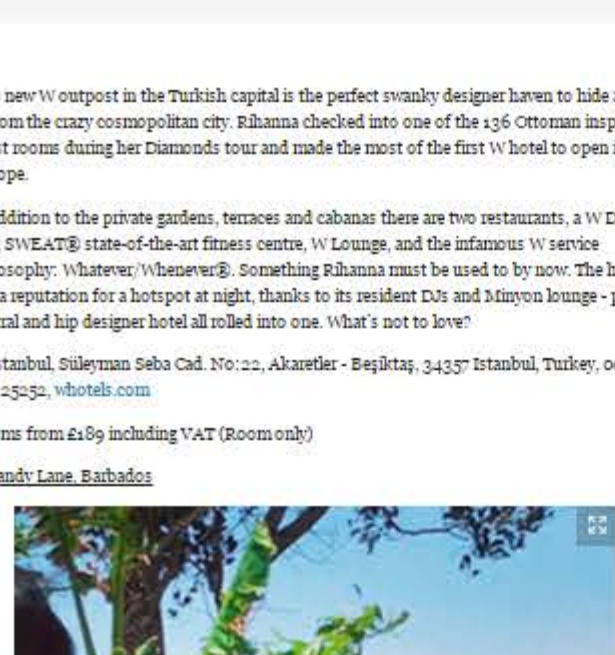 new W outpost in the Turkish capital is the perfect swanky designer haven to hide
om the crazy cosmopolitan city. Rihanna checked into one of the 136 Ottoman insp
st rooms during her Diamonds tour and made the most of the first W hotel to open i
ope.
ddition to the private gardens, terraces and cabanas there are two restaurants, a W D
SWEAT® state-of-the-art fitness centre, W Lounge, and the infamous W service
osophy: Whatever/Whenever®. Something Rihanna must be used to by now. The h
a reputation for a hotspot at night, thanks to its resident DJs and Minyon lounge - p
ral and hip designer hotel all rolled into one. What's not to love?
stanbul, Süleyman Seba Cad. No:22, Akaretler - Beşiktaş, 34357 Istanbul, Turkey, 0
25252, whotels.com
ms from £189 including VAT (Room only)
andy Lane, Barbados